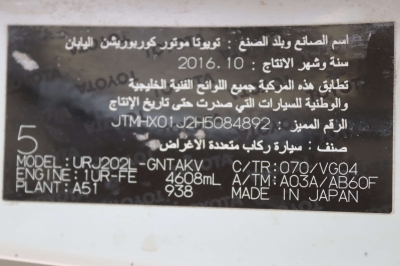 اسم الصانع وبلد الصنع : تويوتا موتور كوربوريشن اليابان
سنة وشهر الانتاج : 2016.10
تطابق هذه المركبة جميع اللوائح الفنية الخليجية
والوطنية للسيارات التي صدرت حتى تاريخ الإنتاج
الرقم المميز : JTMHX01J2H5084892
صنف : سيارة ركاب متعددة الأغراض
5
MODEL: URJ202L-GNTAKV C/TR: 070/VG04
ENGINE: 1UR-FE 4608mL A/TM: A03A/AB60F
PLANT: A51 938 MADE IN JAPAN